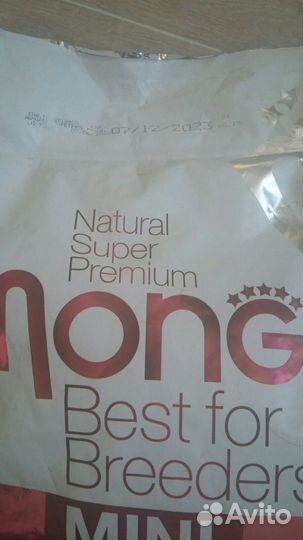 07/12/2023
Natural
Super
Premium
MONG
Best for
Breeders
MINI
Avito